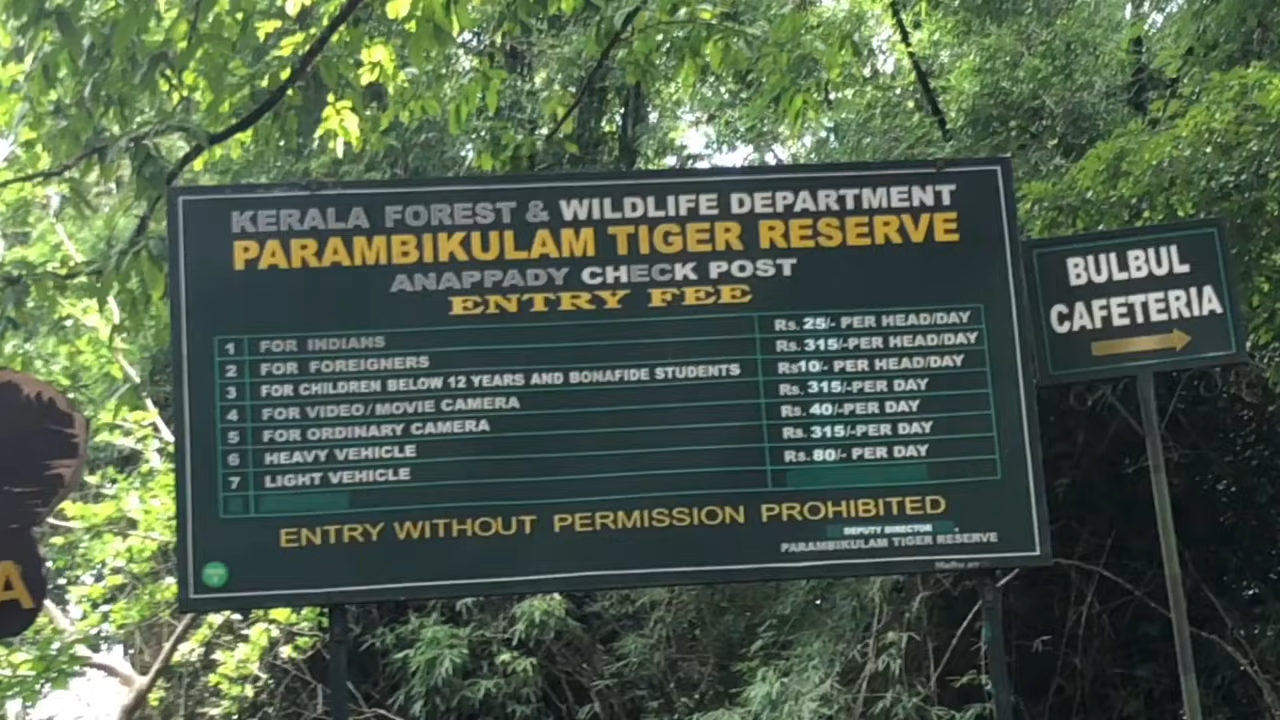 KERALA FOREST & WILDLIFE DEPARTMENT
PARAMBIKULAM TIGER RESERVE
ANAPPADY CHECK POST
ENTRY FEE
1 FOR INDIANS Rs. 25/- PER HEAD/DAY
2 FOR FOREIGNERS Rs. 315/-PER HEAD/DAY
3 FOR CHILDREN BELOW 12 YEARS AND BONAFIDE STUDENTS Rs10/- PER HEAD/DAY
4 FOR VIDEO/MOVIE CAMERA Rs. 315/-PER DAY
5 FOR ORDINARY CAMERA Rs. 40/-PER DAY
6 HEAVY VEHICLE Rs. 315/-PER DAY
7 LIGHT VEHICLE Rs. 80/- PER DAY
ENTRY WITHOUT PERMISSION PROHIBITED
DEPUTY DIRECTOR
PARAMBIKULAM TIGER RESERVE
BULBUL
CAFETERIA
A